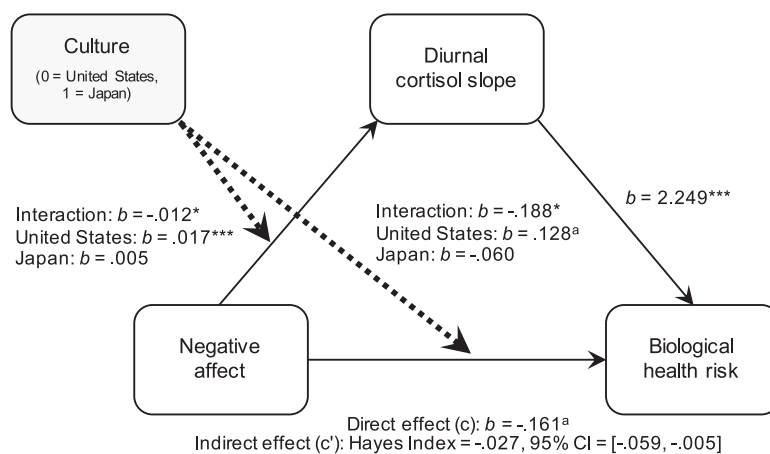 Culture
(0 = United States,
1 = Japan)
Diurnal
cortisol slope
Interaction: b = -.012*
United States: b = .017***
Japan: b = .005
Interaction: b = -.188*
United States: b = .128ᵃ
Japan: b = -.060
b = 2.249***
Negative
affect
Biological
health risk
Direct effect (c): b = -.161ᵃ
Indirect effect (c'): Hayes Index = -.027, 95% CI = [-.059, -.005]